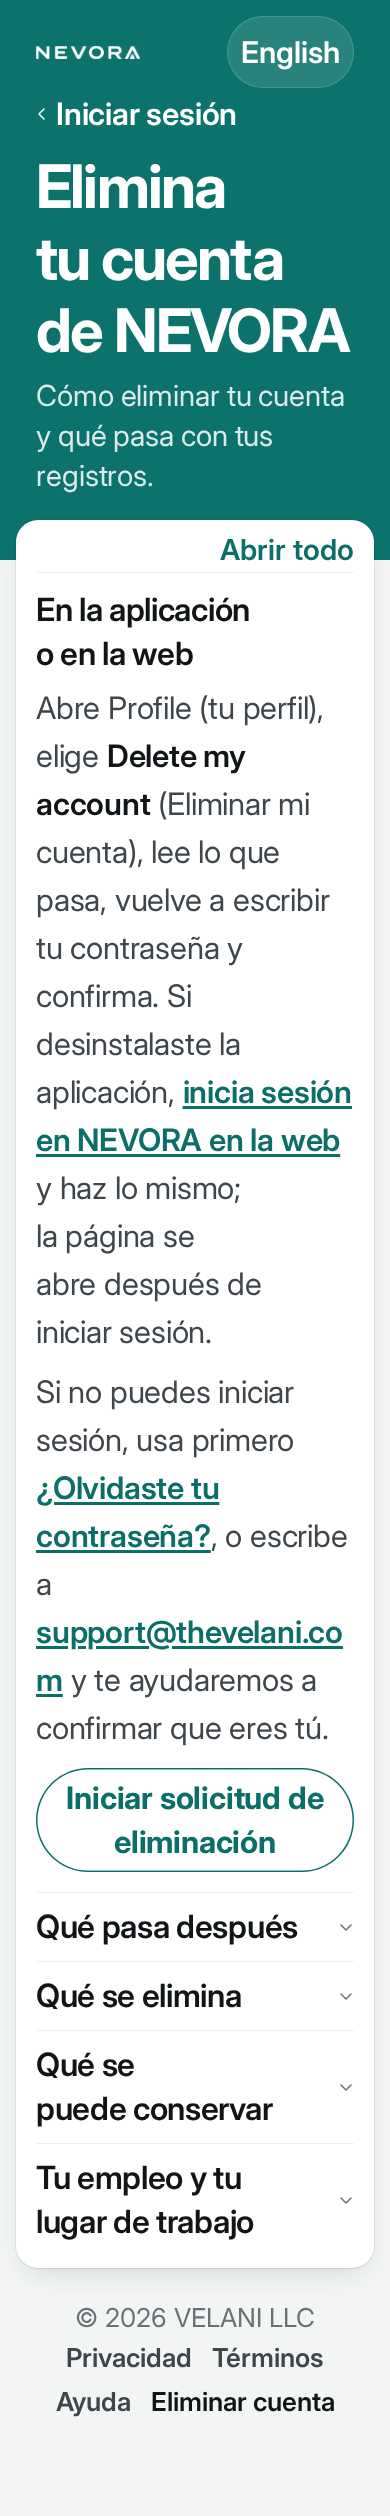 NEVORA
English
Iniciar sesión
Elimina
tu cuenta
de NEVORA
Cómo eliminar tu cuenta
y qué pasa con tus
registros.
Abrir todo
En la aplicación
o en la web
Abre Profile (tu perfil),
elige Delete my
account (Eliminar mi
cuenta), lee lo que
pasa, vuelve a escribir
tu contraseña y
confirma. Si
desinstalaste la
aplicación, inicia sesión
en NEVORA en la web
y haz lo mismo;
la página se
abre después de
iniciar sesión.
Si no puedes iniciar
sesión, usa primero
¿Olvidaste tu
contraseña?, o escribe
a
support@thevelani.co
m y te ayudaremos a
confirmar que eres tú.
Iniciar solicitud de
eliminación
Qué pasa después
Qué se elimina
Qué se
puede conservar
Tu empleo y tu
lugar de trabajo
© 2026 VELANI LLC
Privacidad Términos
Ayuda Eliminar cuenta